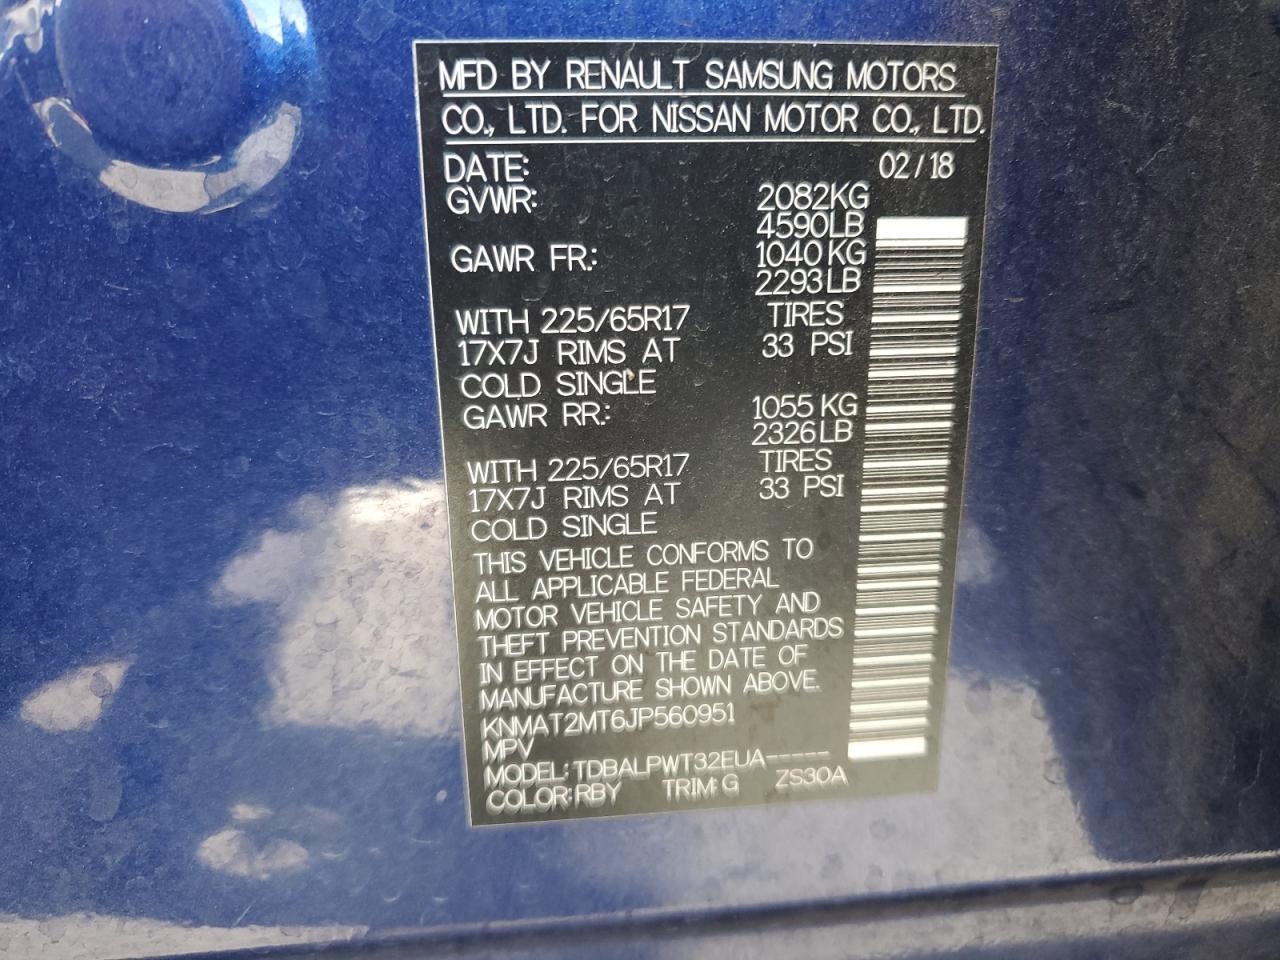 MFD BY RENAULT SAMSUNG MOTORS
CO., LTD. FOR NISSAN MOTOR CO., LTD.
DATE: 02/18
GVWR: 2082KG
4590LB
GAWR FR.: 1040KG
2293LB
WITH 225/65R17 TIRES
17X7J RIMS AT 33 PSI
COLD SINGLE
GAWR RR.: 1055KG
2326LB
WITH 225/65R17 TIRES
17X7J RIMS AT 33 PSI
COLD SINGLE
THIS VEHICLE CONFORMS TO
ALL APPLICABLE FEDERAL
MOTOR VEHICLE SAFETY AND
THEFT PREVENTION STANDARDS
IN EFFECT ON THE DATE OF
MANUFACTURE SHOWN ABOVE.
KNMAT2MT6JP560951
MPV
MODEL:TDBALPWT32EUA-----
COLOR:RBY TRIM:G ZS30A